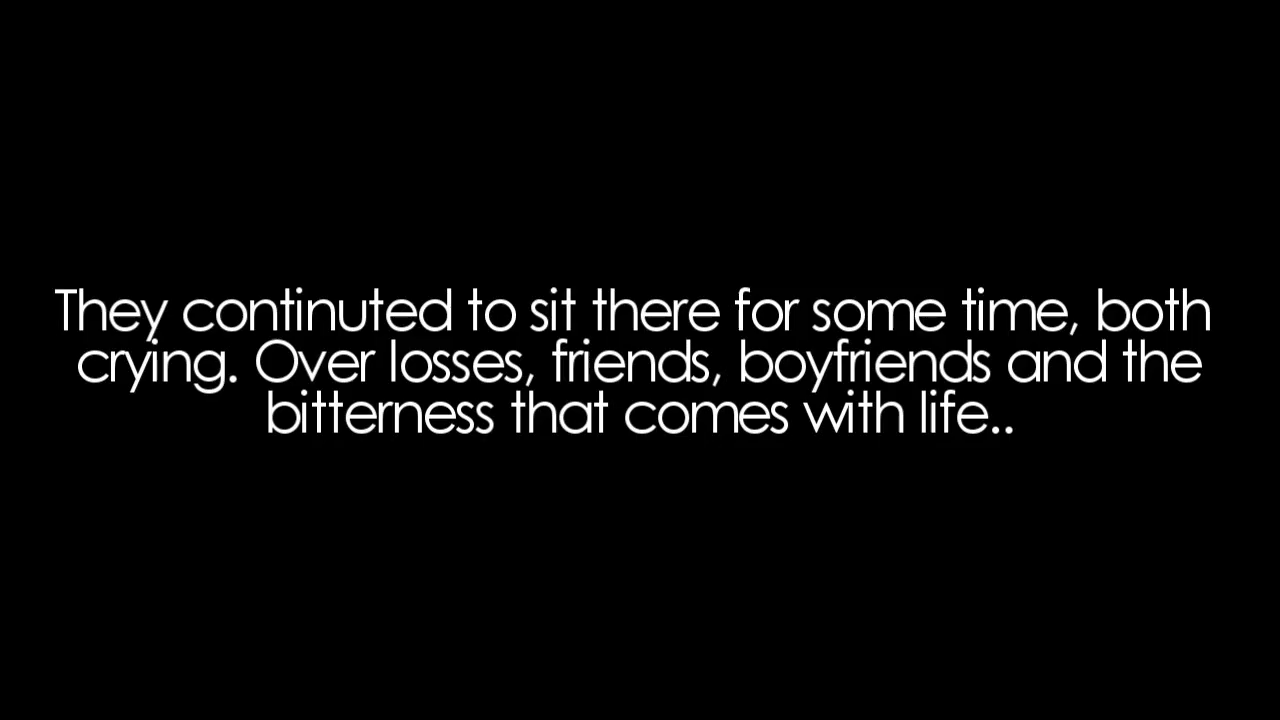 They continuted to sit there for some time, both
crying. Over losses, friends, boyfriends and the
bitterness that comes with life..